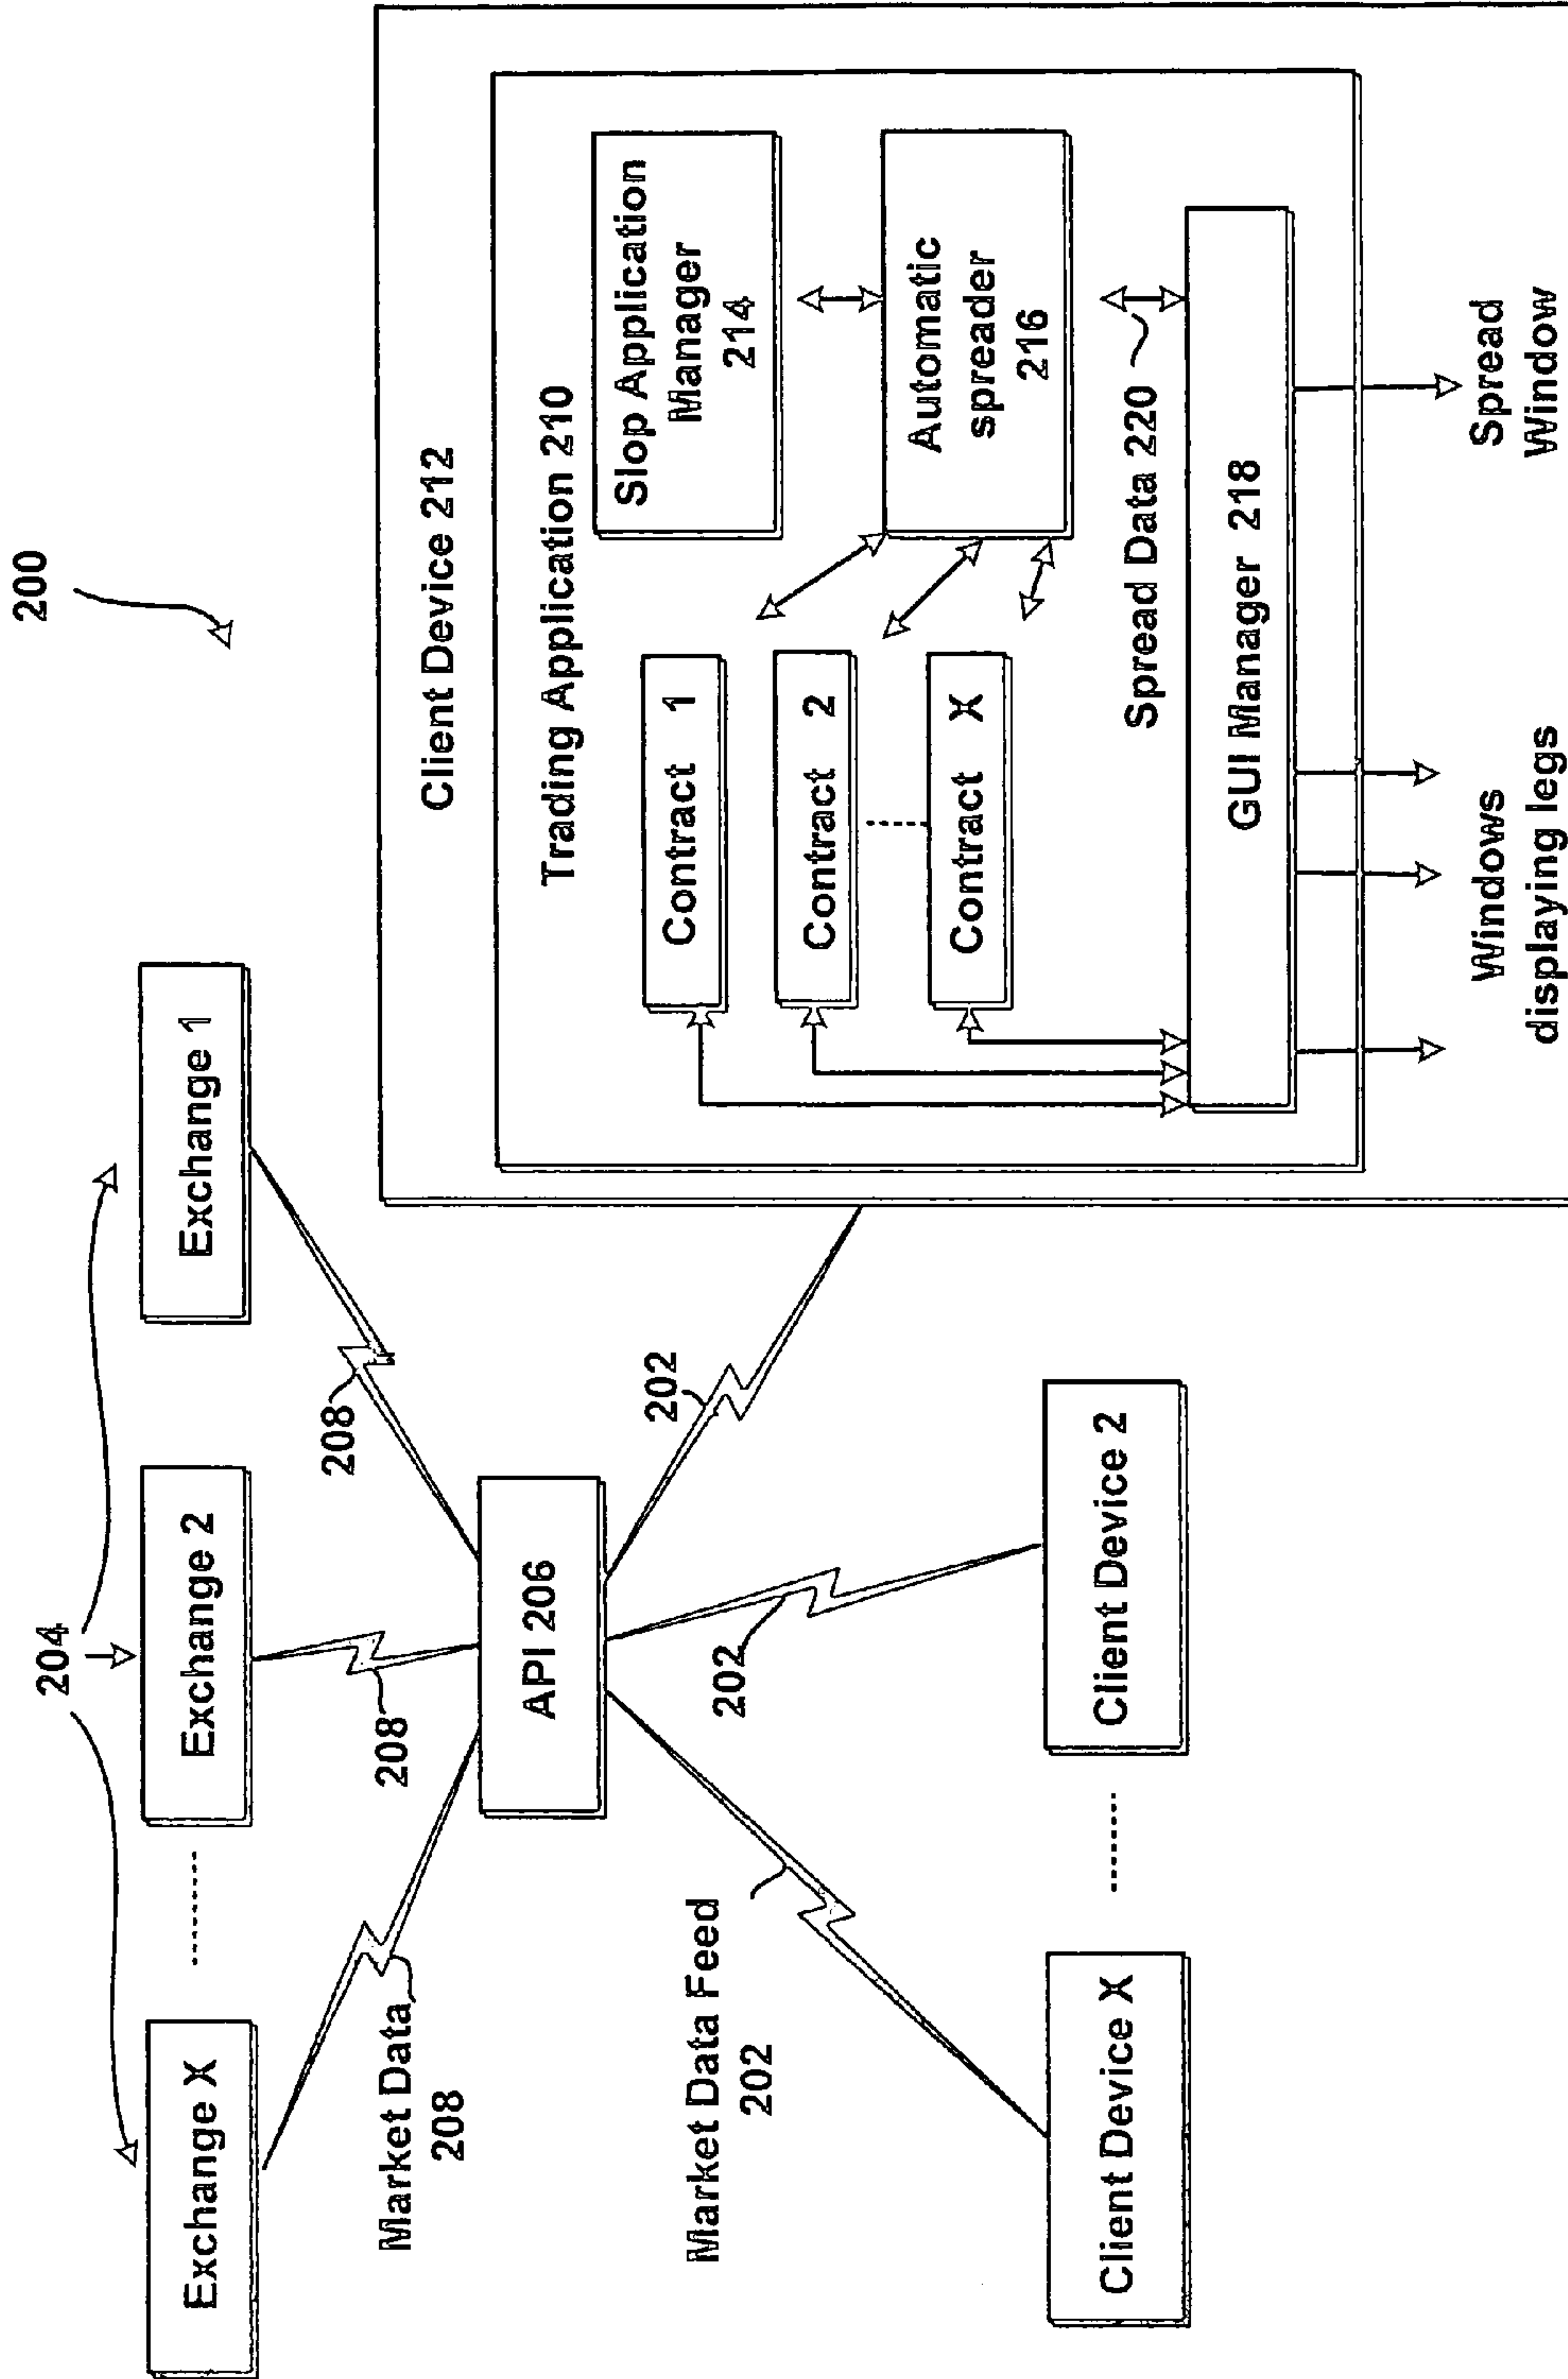 200
204
Exchange X
Exchange 2
Exchange 1
Market Data
208
208
208
API 206
Market Data Feed
202
202
202
Client Device X
Client Device 2
Client Device 212
Trading Application 210
Contract 1
Contract 2
Contract X
Slop Application
Manager
214
Automatic
spreader
216
Spread Data 220
GUI Manager 218
Windows
displaying legs
Spread
Window